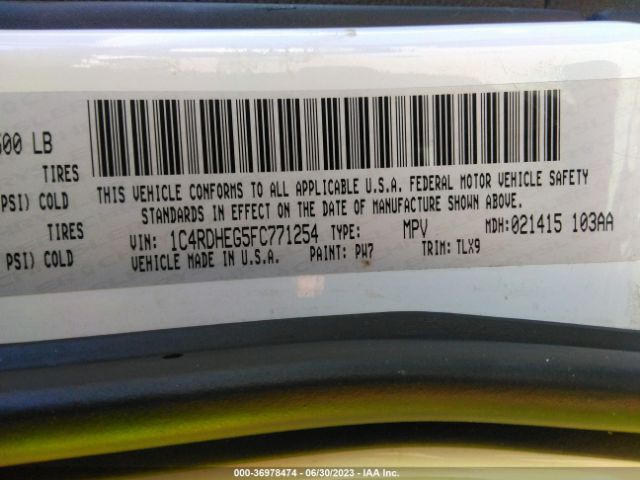 500 LB
TIRES
PSI) COLD
PSI) COLD
THIS VEHICLE CONFORMS TO ALL APPLICABLE U.S.A. FEDERAL MOTOR VEHICLE SAFETY
STANDARDS IN EFFECT ON THE DATE OF MANUFACTURE SHOWN ABOVE.
VIN: 1C4RDHEG5FC771254 TYPE: MPV MDH:021415 103AA
VEHICLE MADE IN U.S.A. PAINT: PW7 TRIM: TLX9
000-36978474 - 06/30/2023 - IAA Inc.